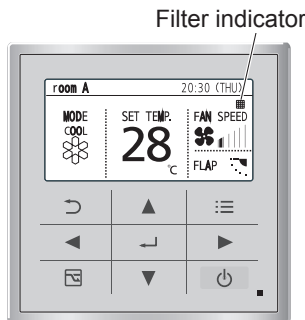 Filter indicator
room A 20:30 (THU)
MODE SET TEMP. FAN SPEED
COOL
28 °C
FLAP